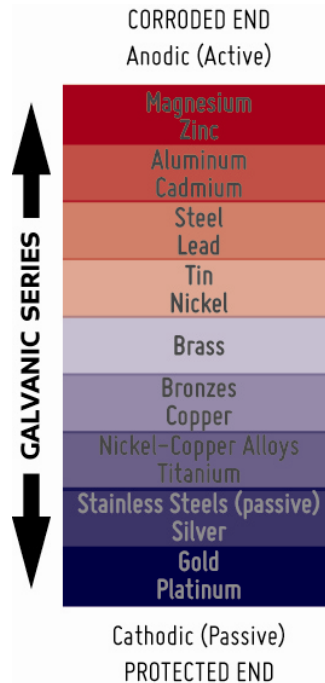 CORRODED END
Anodic (Active)
GALVANIC SERIES
Magnesium
Zinc
Aluminum
Cadmium
Steel
Lead
Tin
Nickel
Brass
Bronzes
Copper
Nickel-Copper Alloys
Titanium
Stainless Steels (passive)
Silver
Gold
Platinum
Cathodic (Passive)
PROTECTED END